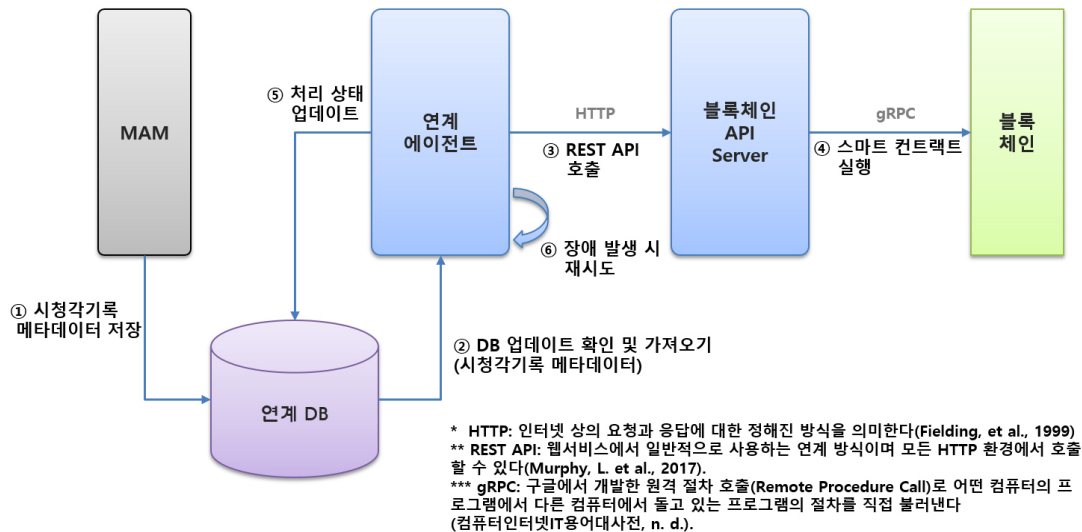 MAM
연계
에이전트
블록체인
API
Server
블록
체인
HTTP
gRPC
⑤ 처리 상태
업데이트
③ REST API
호출
④ 스마트 컨트랙트
실행
⑥ 장애 발생 시
재시도
① 시청각기록
메타데이터 저장
② DB 업데이트 확인 및 가져오기
(시청각기록 메타데이터)
연계 DB
* HTTP: 인터넷 상의 요청과 응답에 대한 정해진 방식을 의미한다(Fielding, et al., 1999)
** REST API: 웹서비스에서 일반적으로 사용하는 연계 방식이며 모든 HTTP 환경에서 호출
할 수 있다(Murphy, L. et al., 2017).
*** gRPC: 구글에서 개발한 원격 절차 호출(Remote Procedure Call)로 어떤 컴퓨터의 프
로그램에서 다른 컴퓨터에서 돌고 있는 프로그램의 절차를 직접 불러낸다
(컴퓨터인터넷IT용어대사전, n. d.).